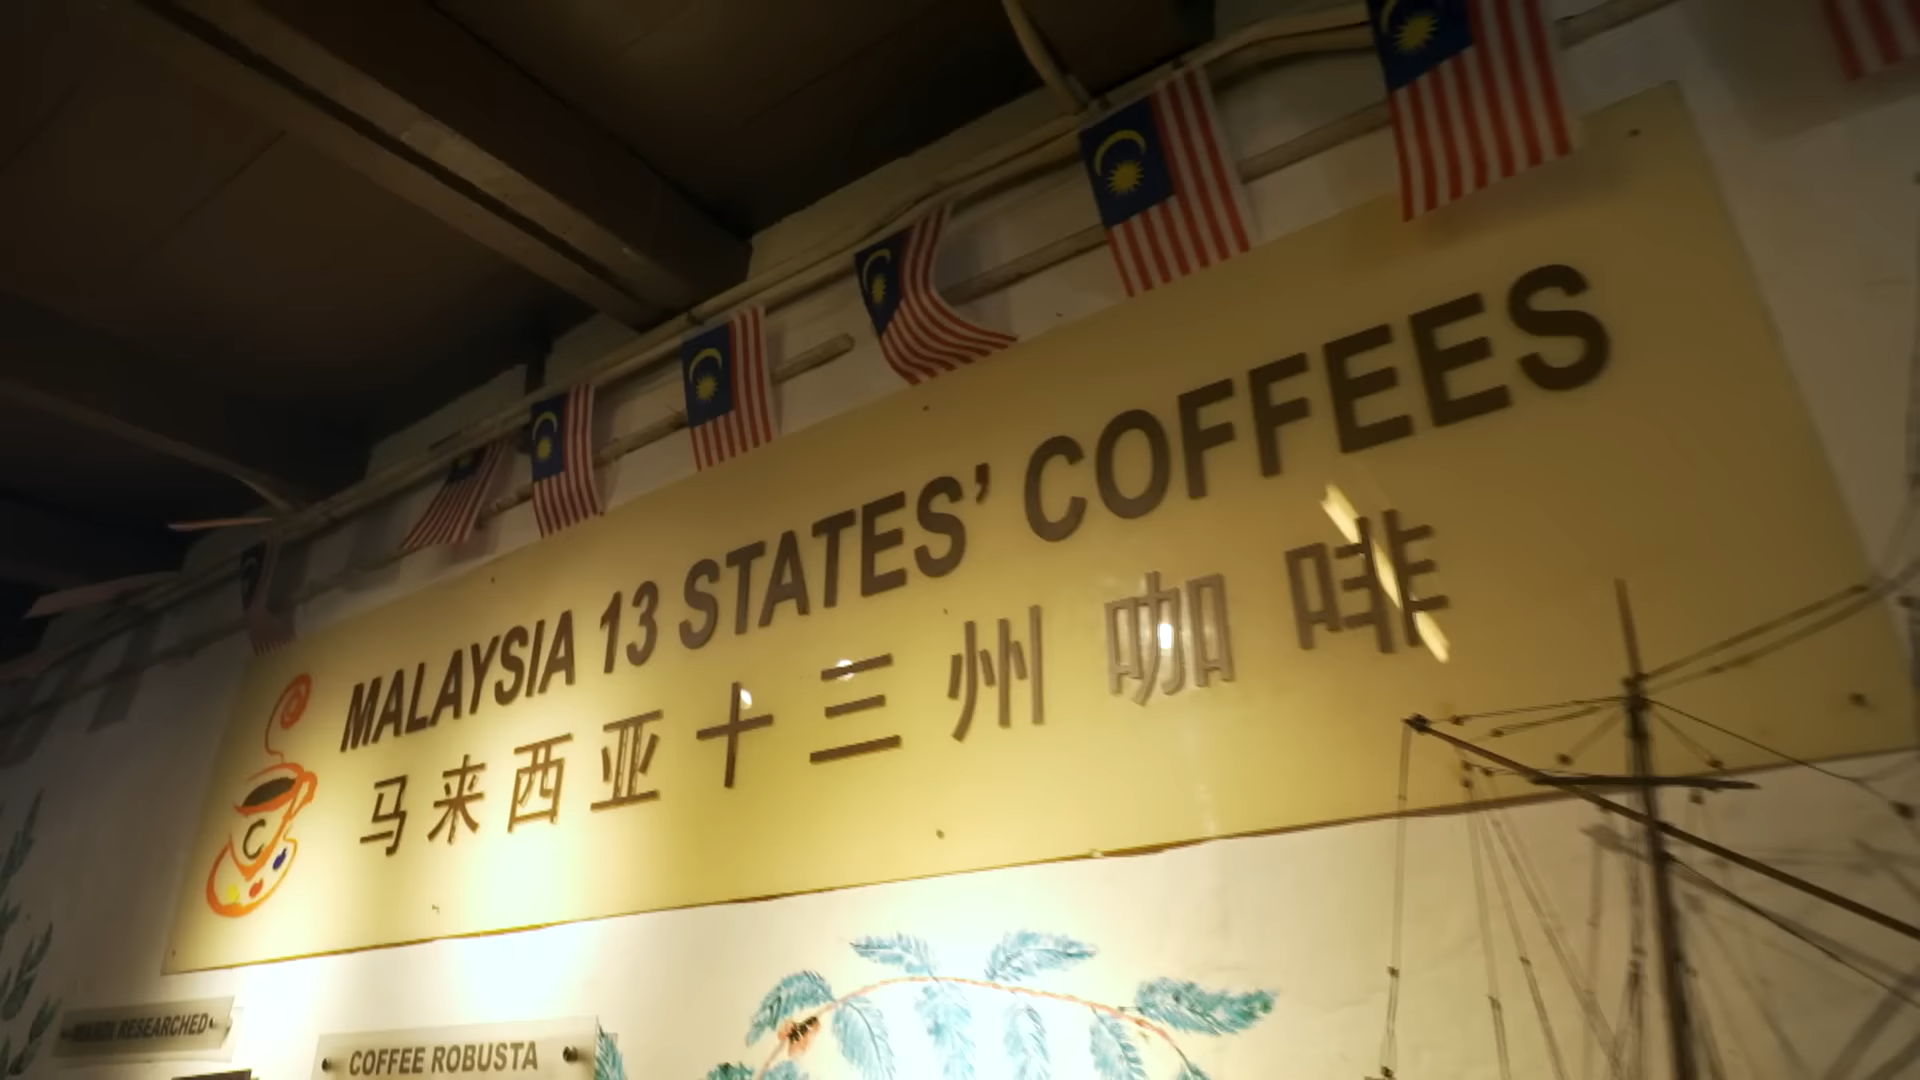 MALAYSIA 13 STATES’ COFFEES
马来西亚十三州咖啡
C
RESEARCHED
COFFEE ROBUSTA